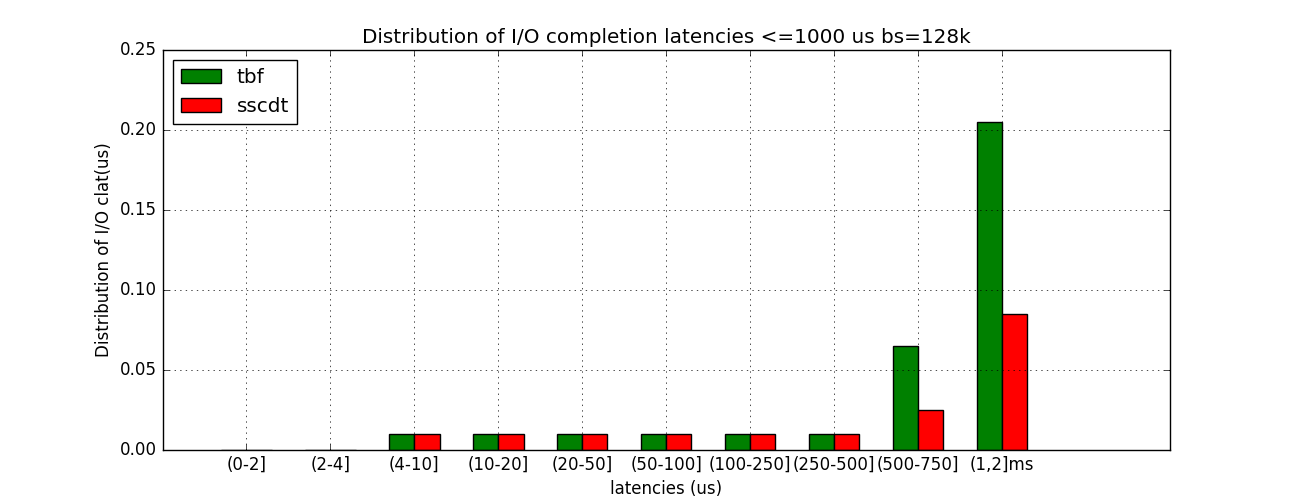 Distribution of I/O completion latencies <=1000 us bs=128k
Distribution of I/O clat(us)
0.25
0.20
0.15
0.10
0.05
0.00
tbf
sscdt
(0-2] (2-4] (4-10] (10-20] (20-50] (50-100] (100-250] (250-500] (500-750] (1,2]ms
latencies (us)